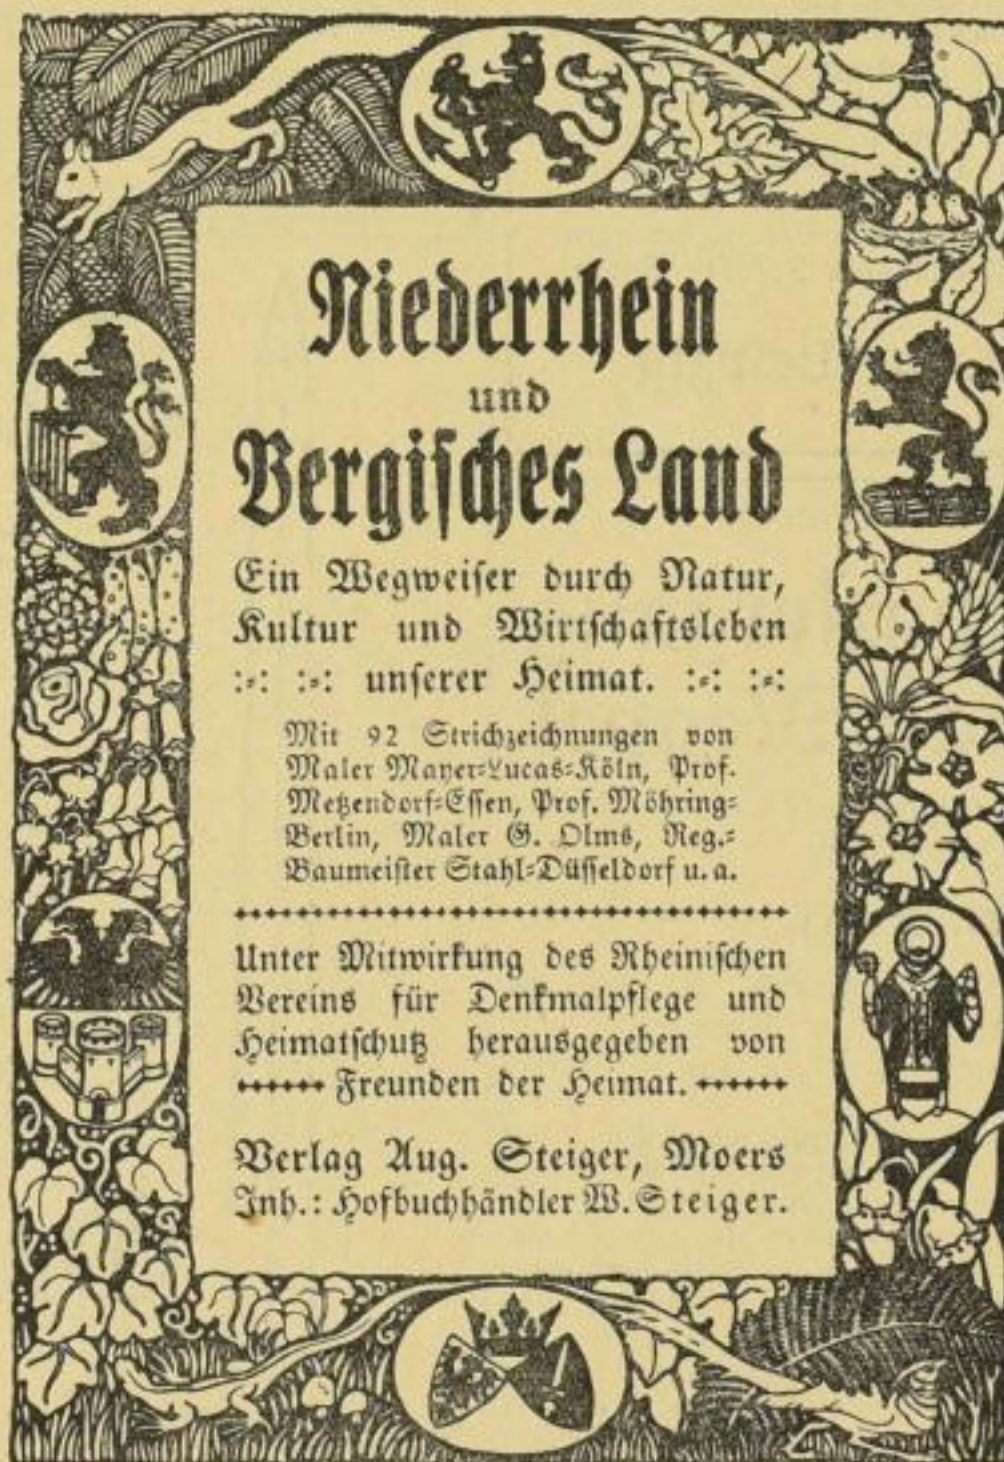 Niederrhein
und
Bergisches Land
Ein Wegweiser durch Natur,
Kultur und Wirtschaftsleben
:-: :-: unserer Heimat. :-: :-:
Mit 92 Strichzeichnungen von
Maler Mayer-Lucas-Köln, Prof.
Metzendorf-Essen, Prof. Möhring-
Berlin, Maler G. Olms, Reg.-
Baumeister Stahl-Düsseldorf u. a.
Unter Mitwirkung des Rheinischen
Vereins für Denkmalpflege und
Heimatschutz herausgegeben von
Freunden der Heimat.
Verlag Aug. Steiger, Moers
Inh.: Hofbuchhändler W. Steiger.